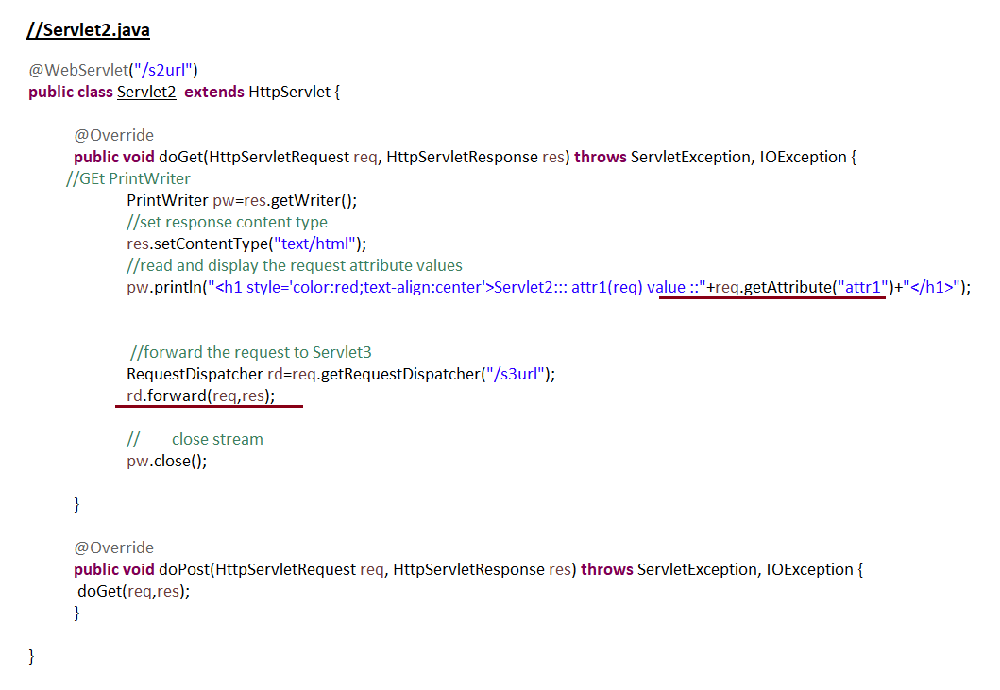 //Servlet2.java
@WebServlet("/s2url")
public class Servlet2 extends HttpServlet {
@Override
public void doGet(HttpServletRequest req, HttpServletResponse res) throws ServletException, IOException {
//GEt PrintWriter
PrintWriter pw=res.getWriter();
//set response content type
res.setContentType("text/html");
//read and display the request attribute values
pw.println("<h1 style='color:red;text-align:center'>Servlet2::: attr1(req) value ::"+req.getAttribute("attr1")+"</h1>");
//forward the request to Servlet3
RequestDispatcher rd=req.getRequestDispatcher("/s3url");
rd.forward(req,res);
// close stream
pw.close();
}
@Override
public void doPost(HttpServletRequest req, HttpServletResponse res) throws ServletException, IOException {
doGet(req,res);
}
}